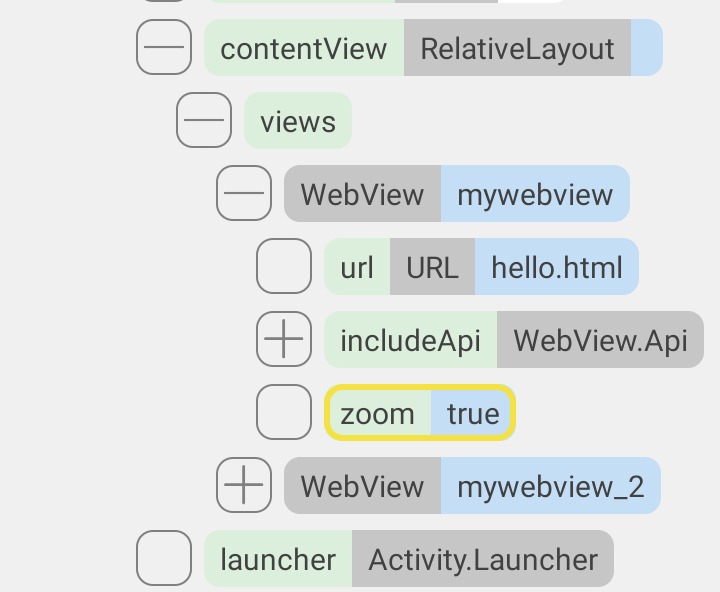 contentView RelativeLayout
views
WebView mywebview
url URL hello.html
includeApi WebView.Api
zoom true
WebView mywebview_2
launcher Activity.Launcher